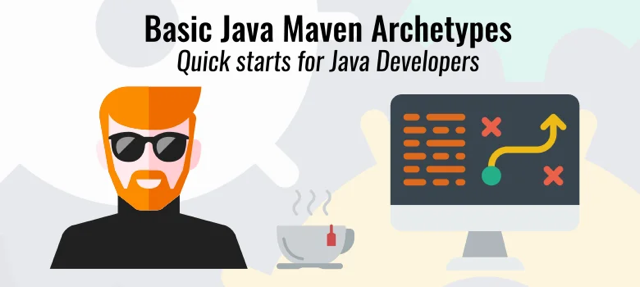 Basic Java Maven Archetypes
Quick starts for Java Developers